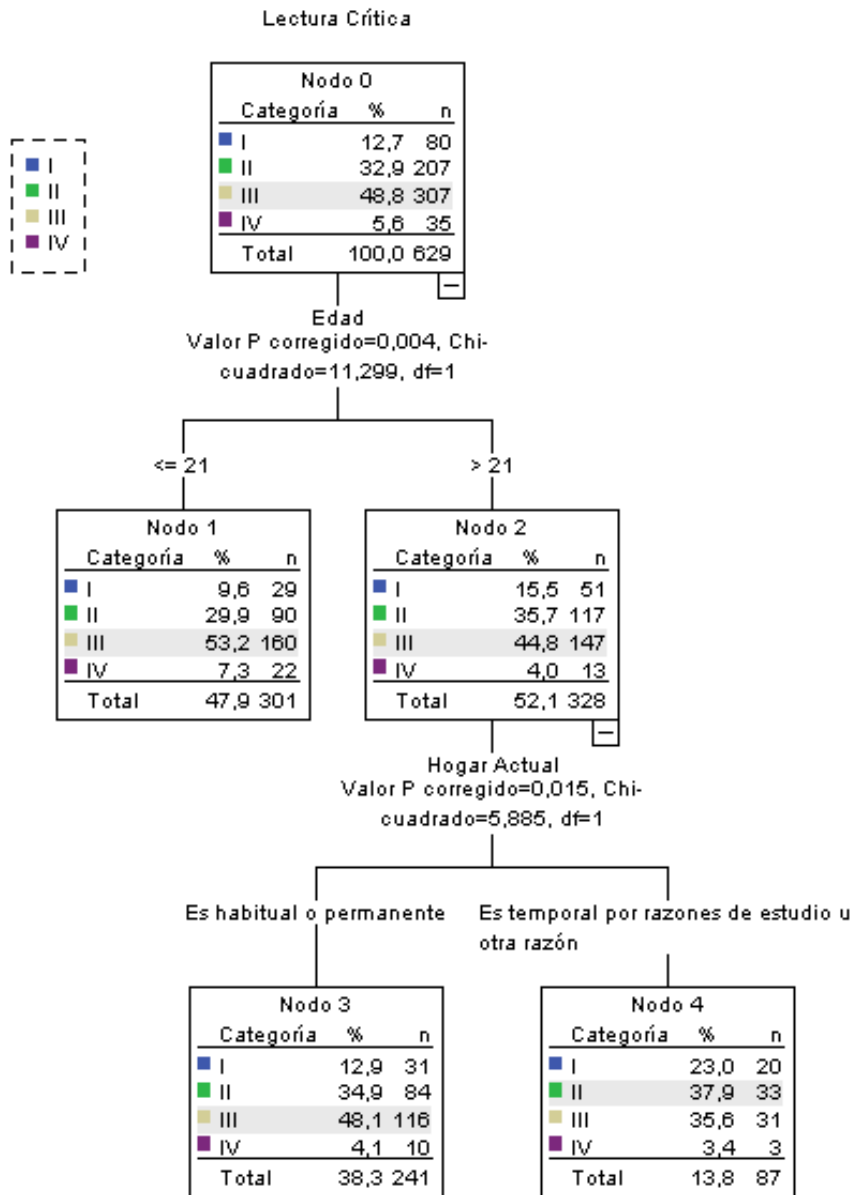 Lectura Crítica
Nodo 0
Categoría % n
I 12,7 80
II 32,9 207
III 48,8 307
IV 5,6 35
Total 100,0 629
I
II
III
IV
Edad
Valor P corregido=0,004, Chi-
cuadrado=11,299, df=1
<= 21
> 21
Nodo 1
Categoría % n
I 9,6 29
II 29,9 90
III 53,2 160
IV 7,3 22
Total 47,9 301
Nodo 2
Categoría % n
I 15,5 51
II 35,7 117
III 44,8 147
IV 4,0 13
Total 52,1 328
Hogar Actual
Valor P corregido=0,015, Chi-
cuadrado=5,885, df=1
Es habitual o permanente
Es temporal por razones de estudio u
otra razón
Nodo 3
Categoría % n
I 12,9 31
II 34,9 84
III 48,1 116
IV 4,1 10
Total 38,3 241
Nodo 4
Categoría % n
I 23,0 20
II 37,9 33
III 35,6 31
IV 3,4 3
Total 13,8 87